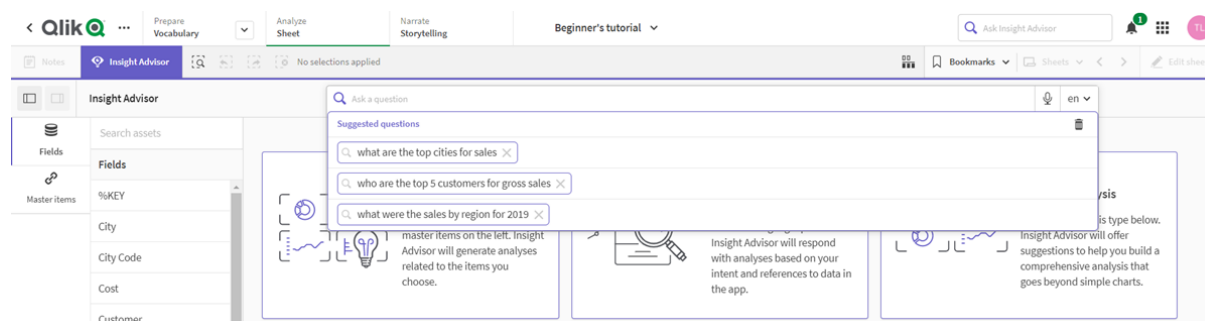 Qlik
Prepare
Vocabulary
Analyze
Sheet
Narrate
Storytelling
Beginner's tutorial
Ask Insight Advisor
1
TL
Notes
Insight Advisor
No selections applied
Bookmarks
Sheets
Edit shee
Insight Advisor
Ask a question
en
Suggested questions
what are the top cities for sales
who are the top 5 customers for gross sales
what were the sales by region for 2019
Fields
Master items
Search assets
Fields
%KEY
City
City Code
Cost
Customer
master items on the left. Insight
Advisor will generate analyses
related to the items you
choose.
Insight Advisor will respond
with analyses based on your
intent and references to data in
the app.
ysis
is type below.
Insight Advisor will offer
suggestions to help you build a
comprehensive analysis that
goes beyond simple charts.